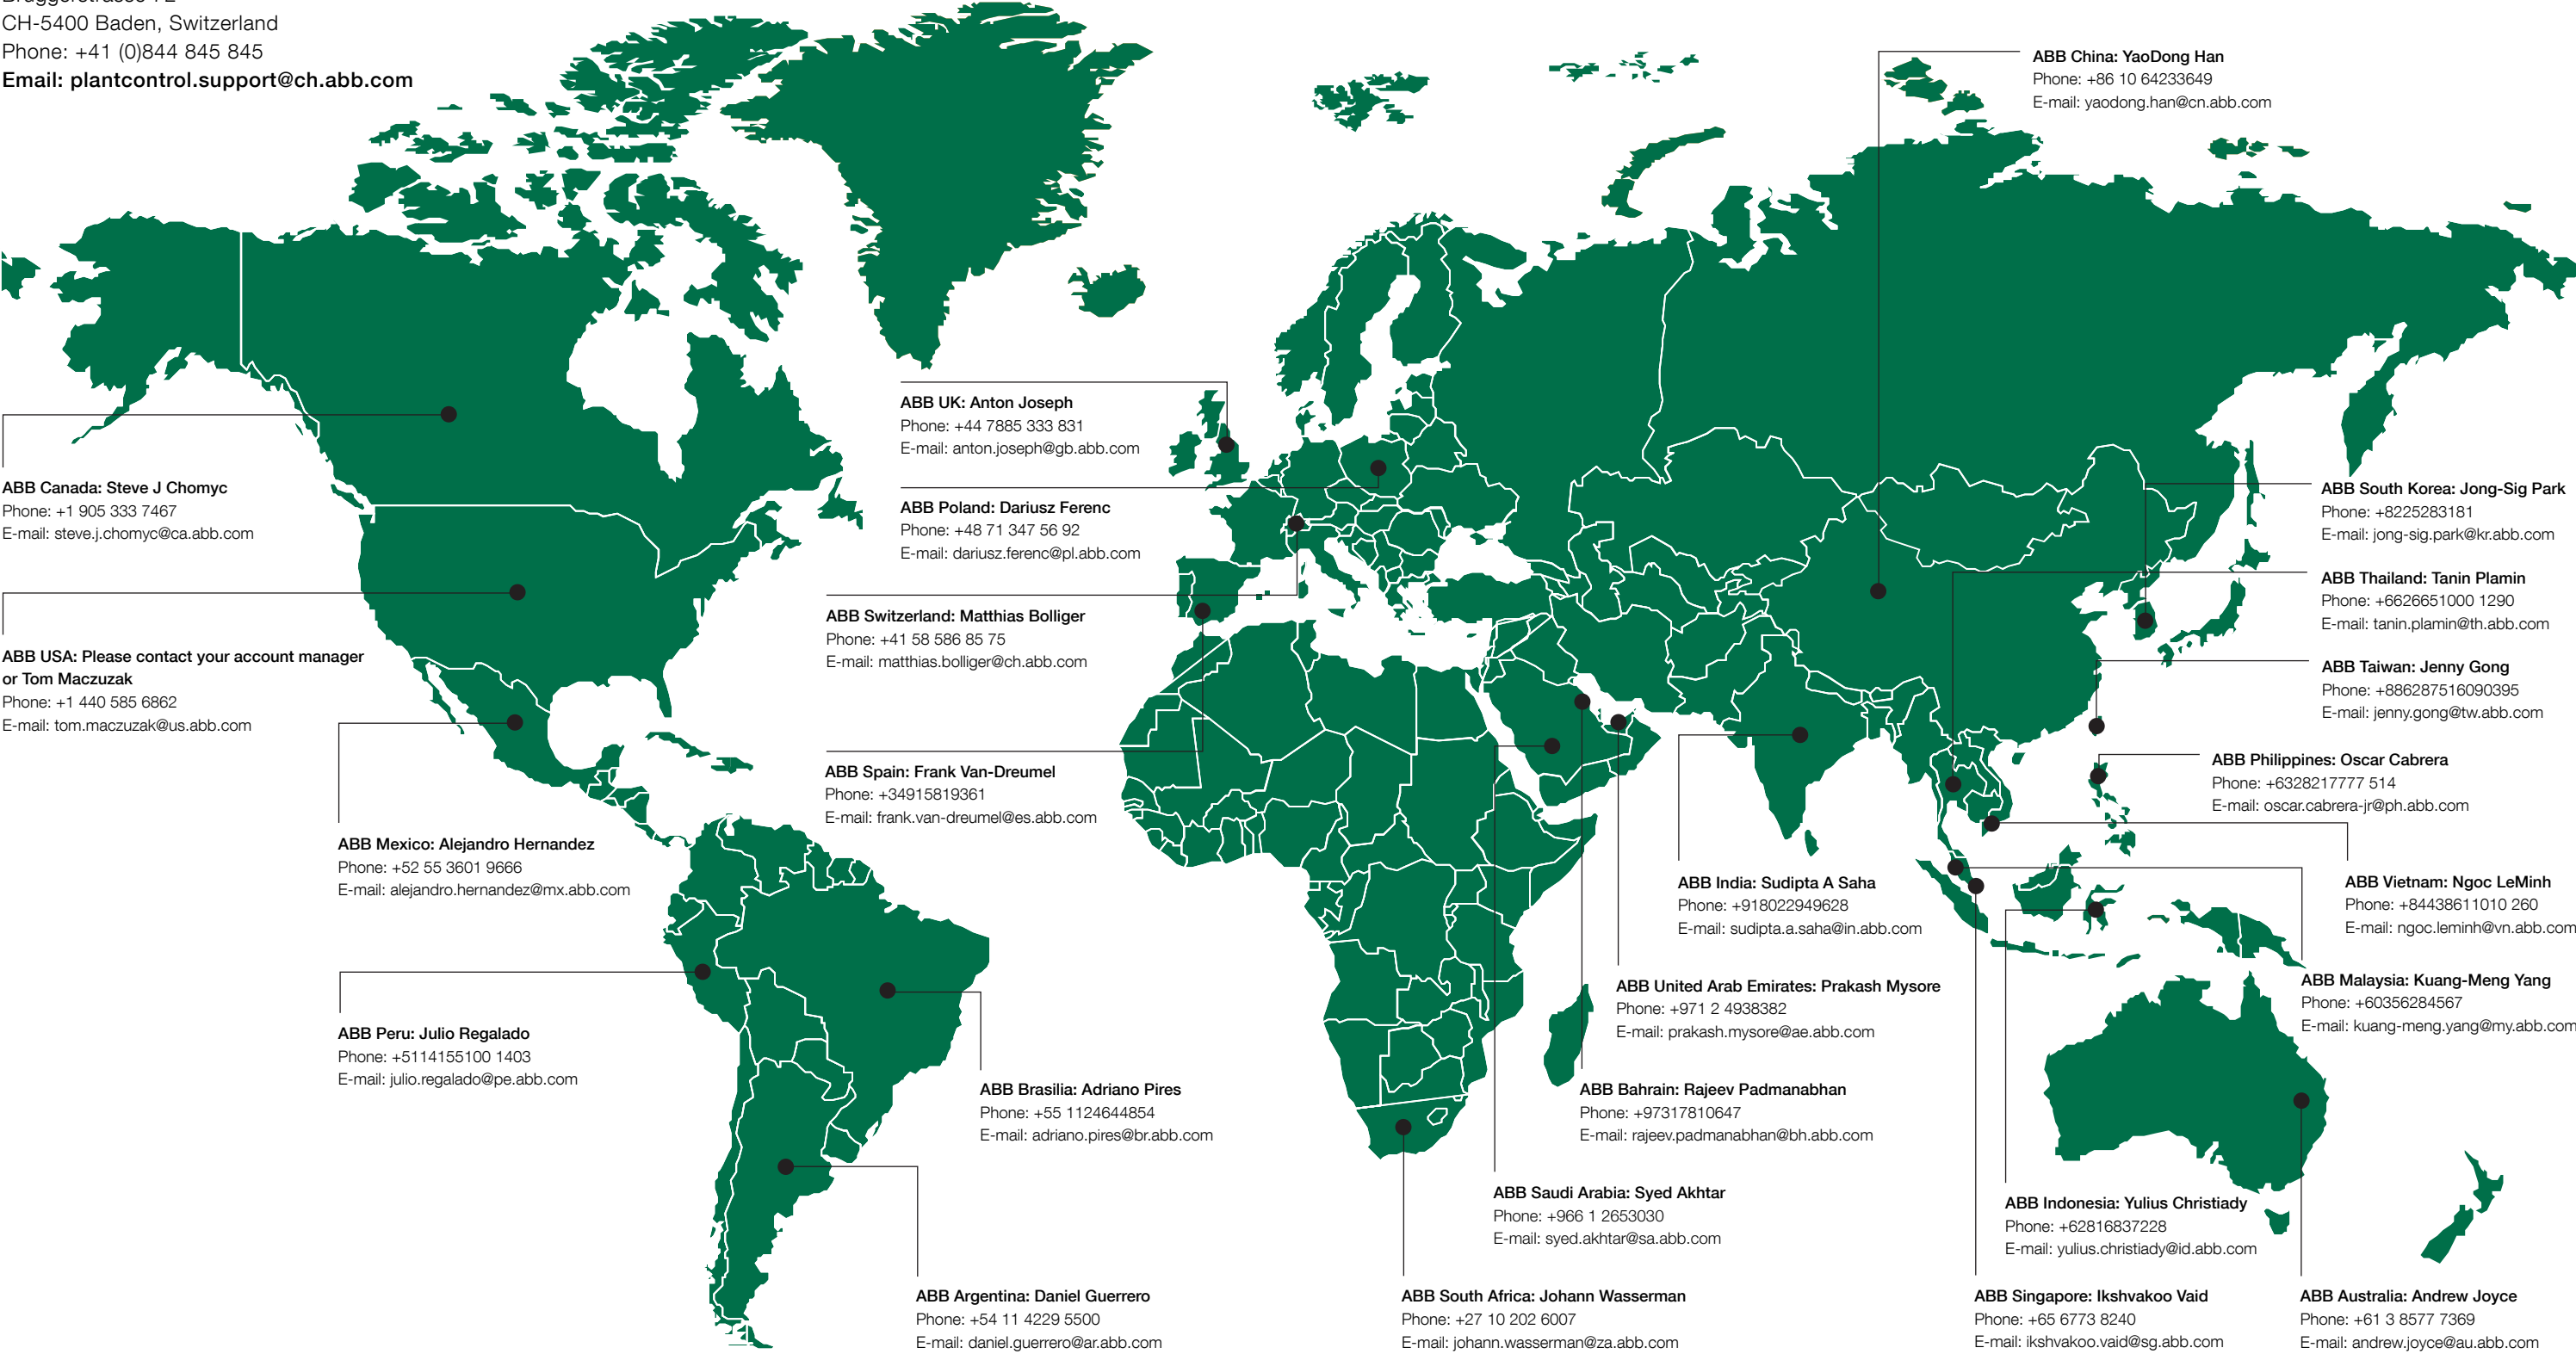 CH-5400 Baden, Switzerland
Phone: +41 (0)844 845 845
Email: plantcontrol.support@ch.abb.com
ABB China: YaoDong Han
Phone: +86 10 64233649
E-mail: yaodong.han@cn.abb.com
ABB UK: Anton Joseph
Phone: +44 7885 333 831
E-mail: anton.joseph@gb.abb.com
ABB Canada: Steve J Chomyc
Phone: +1 905 333 7467
E-mail: steve.j.chomyc@ca.abb.com
ABB Poland: Dariusz Ferenc
Phone: +48 71 347 56 92
E-mail: dariusz.ferenc@pl.abb.com
ABB South Korea: Jong-Sig Park
Phone: +8225283181
E-mail: jong-sig.park@kr.abb.com
ABB Thailand: Tanin Plamin
Phone: +6626651000 1290
E-mail: tanin.plamin@th.abb.com
ABB Switzerland: Matthias Bolliger
Phone: +41 58 586 85 75
E-mail: matthias.bolliger@ch.abb.com
ABB USA: Please contact your account manager
or Tom Maczuzak
Phone: +1 440 585 6862
E-mail: tom.maczuzak@us.abb.com
ABB Taiwan: Jenny Gong
Phone: +886287516090395
E-mail: jenny.gong@tw.abb.com
ABB Philippines: Oscar Cabrera
Phone: +6328217777 514
E-mail: oscar.cabrera-jr@ph.abb.com
ABB Spain: Frank Van-Dreumel
Phone: +34915819361
E-mail: frank.van-dreumel@es.abb.com
ABB Mexico: Alejandro Hernandez
Phone: +52 55 3601 9666
E-mail: alejandro.hernandez@mx.abb.com
ABB India: Sudipta A Saha
Phone: +918022949628
E-mail: sudipta.a.saha@in.abb.com
ABB Vietnam: Ngoc LeMinh
Phone: +84438611010 260
E-mail: ngoc.leminh@vn.abb.com
ABB United Arab Emirates: Prakash Mysore
Phone: +971 2 4938382
E-mail: prakash.mysore@ae.abb.com
ABB Malaysia: Kuang-Meng Yang
Phone: +60356284567
E-mail: kuang-meng.yang@my.abb.com
ABB Peru: Julio Regalado
Phone: +5114155100 1403
E-mail: julio.regalado@pe.abb.com
ABB Brasilia: Adriano Pires
Phone: +55 1124644854
E-mail: adriano.pires@br.abb.com
ABB Bahrain: Rajeev Padmanabhan
Phone: +97317810647
E-mail: rajeev.padmanabhan@bh.abb.com
ABB Saudi Arabia: Syed Akhtar
Phone: +966 1 2653030
E-mail: syed.akhtar@sa.abb.com
ABB Indonesia: Yulius Christiady
Phone: +62816837228
E-mail: yulius.christiady@id.abb.com
ABB Argentina: Daniel Guerrero
Phone: +54 11 4229 5500
E-mail: daniel.guerrero@ar.abb.com
ABB South Africa: Johann Wasserman
Phone: +27 10 202 6007
E-mail: johann.wasserman@za.abb.com
ABB Singapore: Ikshvakoo Vaid
Phone: +65 6773 8240
E-mail: ikshvakoo.vaid@sg.abb.com
ABB Australia: Andrew Joyce
Phone: +61 3 8577 7369
E-mail: andrew.joyce@au.abb.com